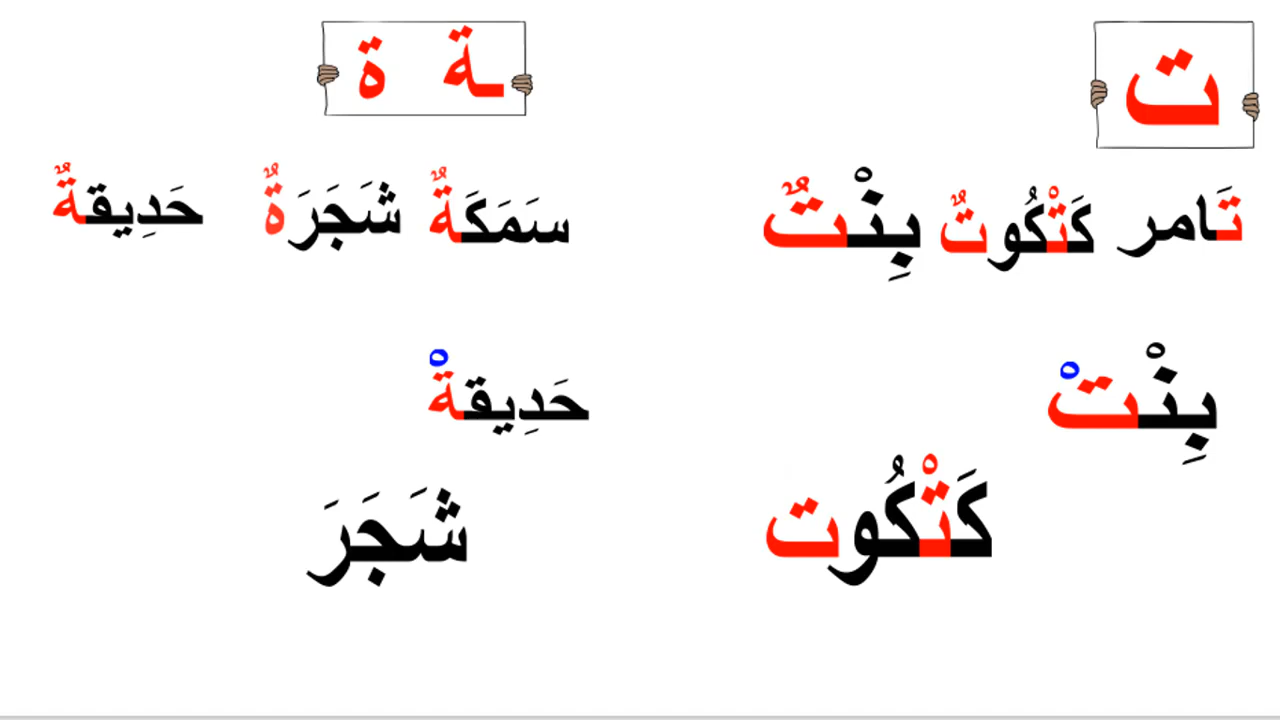 ت
ـة ة
تَامر كَتْكُوتٌ بِنْتٌ
سَمَكَةٌ شَجَرَةٌ حَدِيقةٌ
بِنْتْ
حَدِيقةْ
كَتْكُوت
شَجَرَ